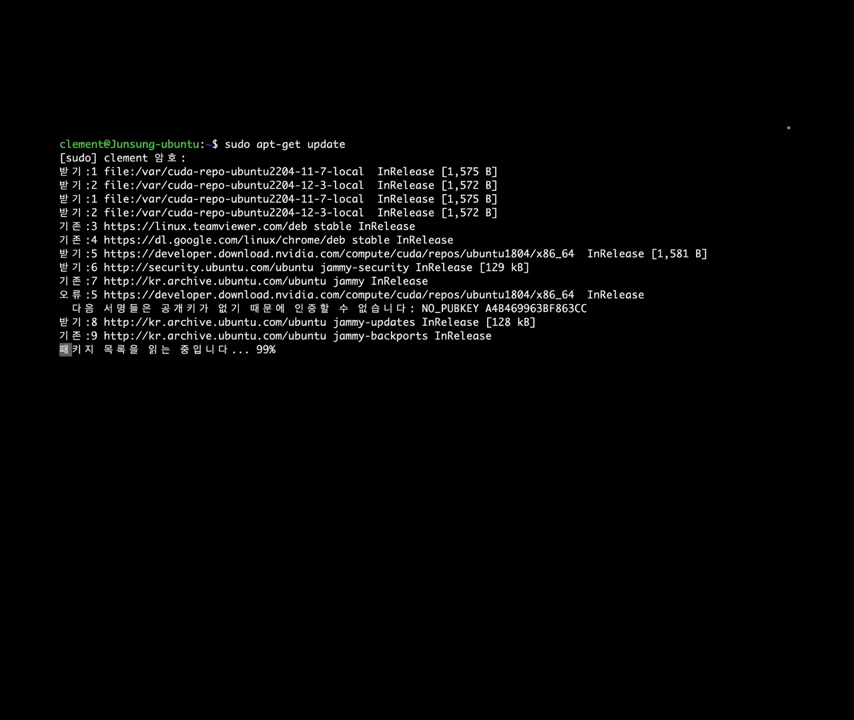 clement@Junsung-ubuntu:~$ sudo apt-get update
[sudo] clement 암호:
받기:1 file:/var/cuda-repo-ubuntu2204-11-7-local  InRelease [1,575 B]
받기:2 file:/var/cuda-repo-ubuntu2204-12-3-local  InRelease [1,572 B]
받기:1 file:/var/cuda-repo-ubuntu2204-11-7-local  InRelease [1,575 B]
받기:2 file:/var/cuda-repo-ubuntu2204-12-3-local  InRelease [1,572 B]
기존:3 https://linux.teamviewer.com/deb stable InRelease
기존:4 https://dl.google.com/linux/chrome/deb stable InRelease
받기:5 https://developer.download.nvidia.com/compute/cuda/repos/ubuntu1804/x86_64  InRelease [1,581 B]
받기:6 http://security.ubuntu.com/ubuntu jammy-security InRelease [129 kB]
기존:7 http://kr.archive.ubuntu.com/ubuntu jammy InRelease
오류:5 https://developer.download.nvidia.com/compute/cuda/repos/ubuntu1804/x86_64  InRelease
다음 서명들은 공개키가 없기 때문에 인증할 수 없습니다: NO_PUBKEY A4B469963BF863CC
받기:8 http://kr.archive.ubuntu.com/ubuntu jammy-updates InRelease [128 kB]
기존:9 http://kr.archive.ubuntu.com/ubuntu jammy-backports InRelease
패키지 목록을 읽는 중입니다... 99%